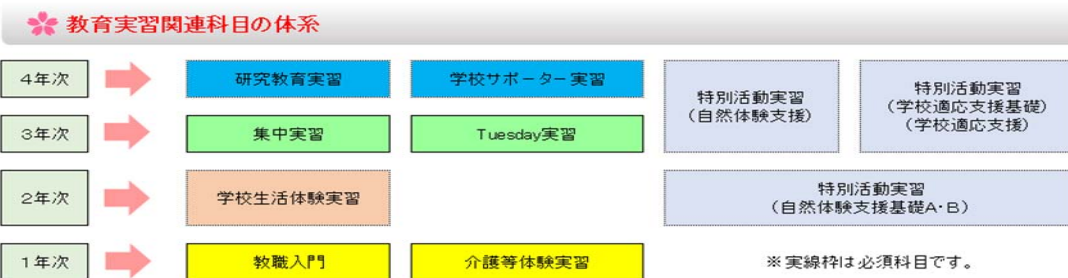 教育実習関連科目の体系
4年次
研究教育実習
学校サポーター実習
特別活動実習
(自然体験支援)
特別活動実習
(学校適応支援基礎)
(学校適応支援)
3年次
集中実習
Tuesday実習
2年次
学校生活体験実習
特別活動実習
(自然体験支援基礎A・B)
1年次
教職入門
介護等体験実習
※実線枠は必須科目です。